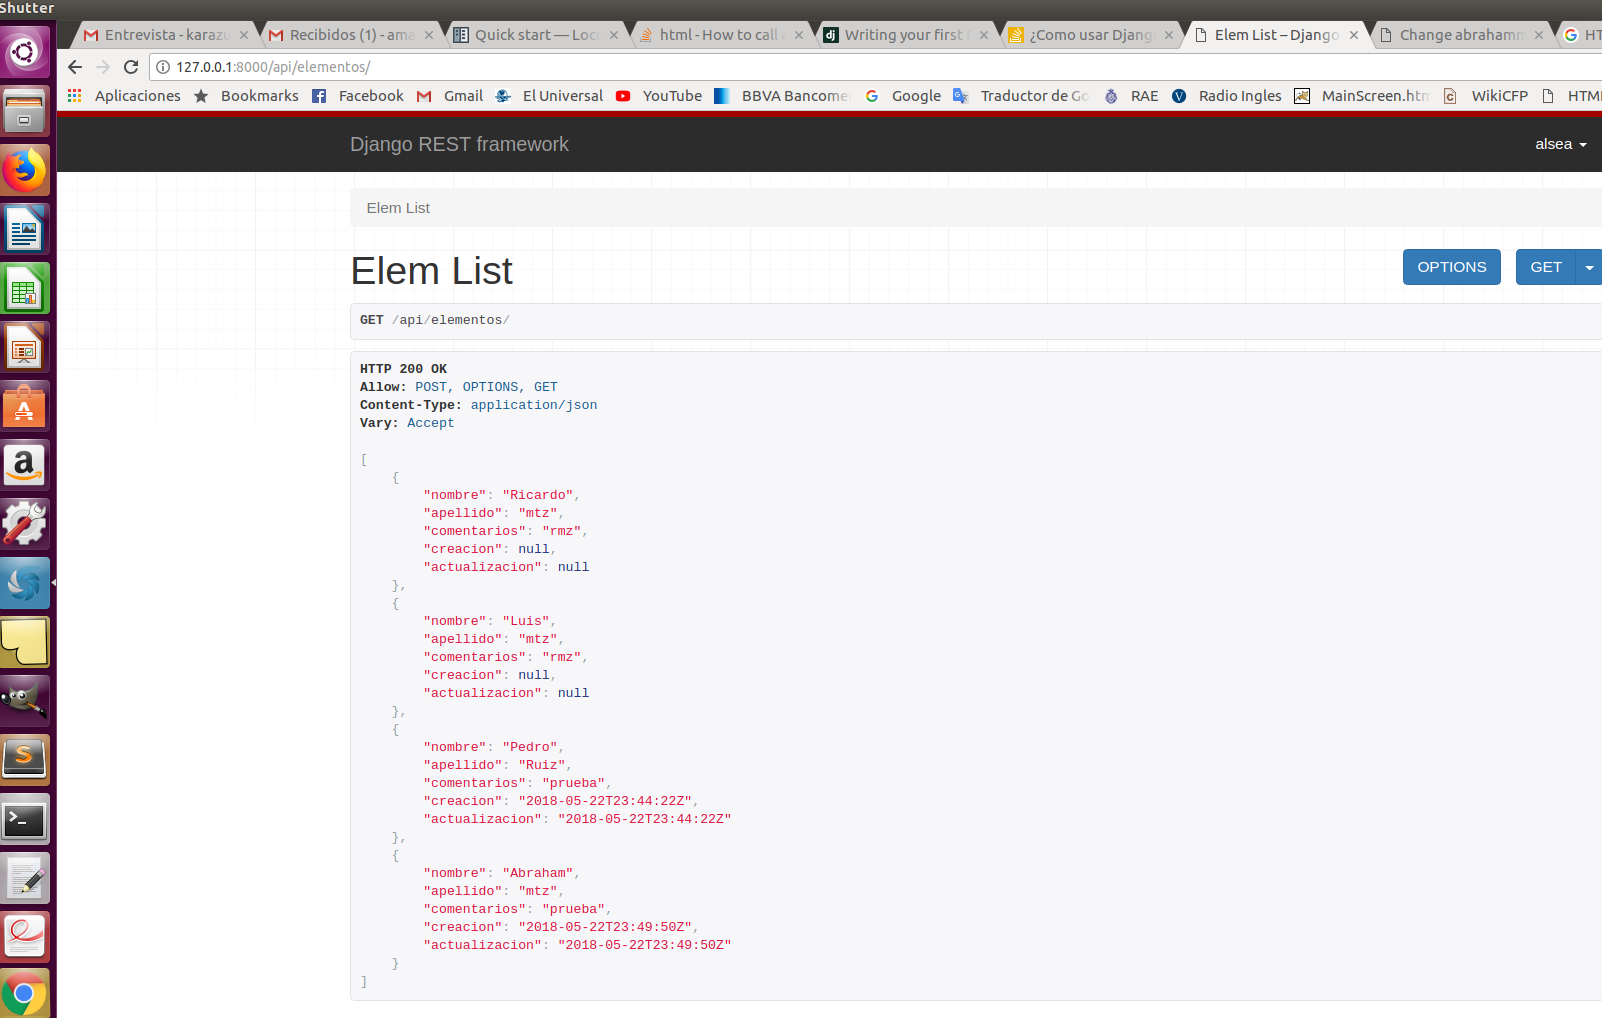 Shutter
Entrevista - karazu
Recibidos (1) - ama
Quick start — Locu
html - How to call
Writing your first
¿Como usar Django
Elem List – Django
Change abrahamm
HT
127.0.0.1:8000/api/elementos/
Aplicaciones
Bookmarks
Facebook
Gmail
El Universal
YouTube
BBVA Bancome
Google
Traductor de Go
RAE
Radio Ingles
MainScreen.htm
WikiCFP
HTM
Django REST framework
alsea
Elem List
Elem List
OPTIONS
GET
GET /api/elementos/
HTTP 200 OK
Allow: POST, OPTIONS, GET
Content-Type: application/json
Vary: Accept
[
{
"nombre": "Ricardo",
"apellido": "mtz",
"comentarios": "rmz",
"creacion": null,
"actualizacion": null
},
{
"nombre": "Luis",
"apellido": "mtz",
"comentarios": "rmz",
"creacion": null,
"actualizacion": null
},
{
"nombre": "Pedro",
"apellido": "Ruiz",
"comentarios": "prueba",
"creacion": "2018-05-22T23:44:22Z",
"actualizacion": "2018-05-22T23:44:22Z"
},
{
"nombre": "Abraham",
"apellido": "mtz",
"comentarios": "prueba",
"creacion": "2018-05-22T23:49:50Z",
"actualizacion": "2018-05-22T23:49:50Z"
}
]